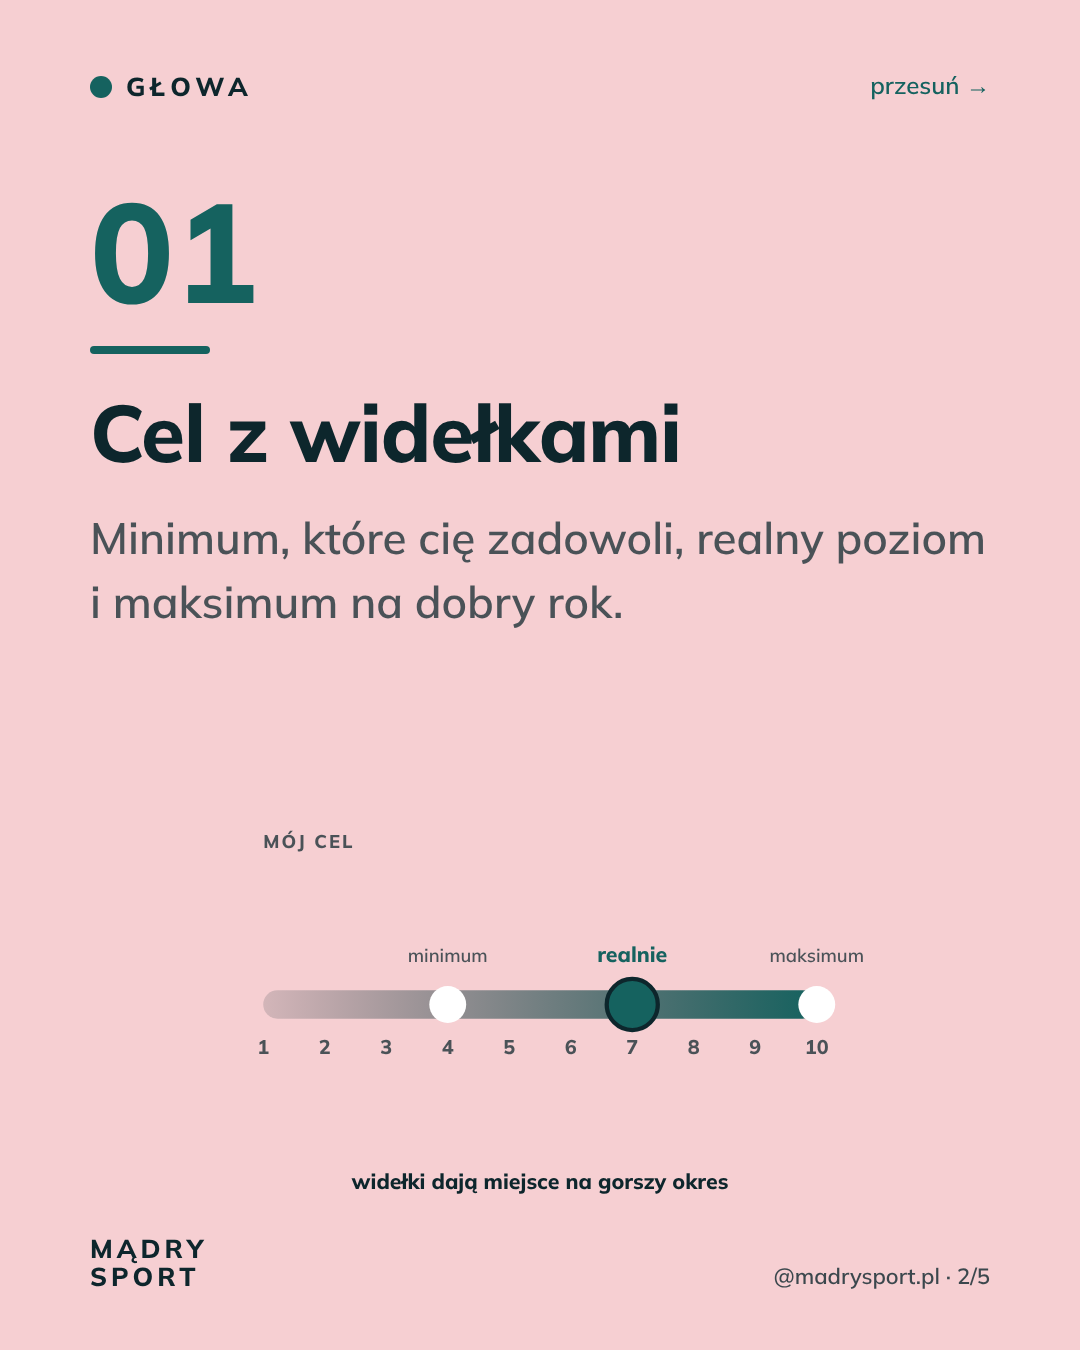 GŁOWA
przesuń →
01
Cel z widełkami
Minimum, które cię zadowoli, realny poziom
i maksimum na dobry rok.
MÓJ CEL
minimum realnie maksimum
1 2 3 4 5 6 7 8 9 10
widełki dają miejsce na gorszy okres
MĄDRY
SPORT
@madrysport.pl · 2/5